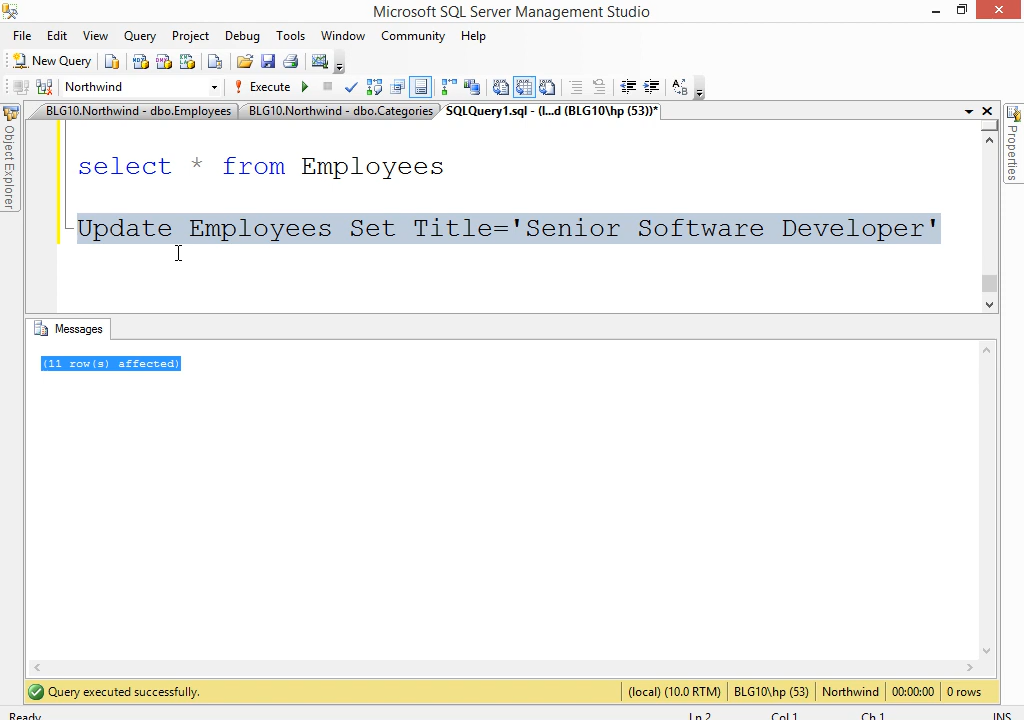 Microsoft SQL Server Management Studio
File Edit View Query Project Debug Tools Window Community Help
New Query
Northwind Execute
BLG10.Northwind - dbo.Employees BLG10.Northwind - dbo.Categories SQLQuery1.sql - (l...d (BLG10\hp (53))*
Object Explorer
Properties
select * from Employees
Update Employees Set Title='Senior Software Developer'
Messages
(11 row(s) affected)
Query executed successfully. (local) (10.0 RTM) BLG10\hp (53) Northwind 00:00:00 0 rows
Ready Ln 2 Col 1 Ch 1 INS